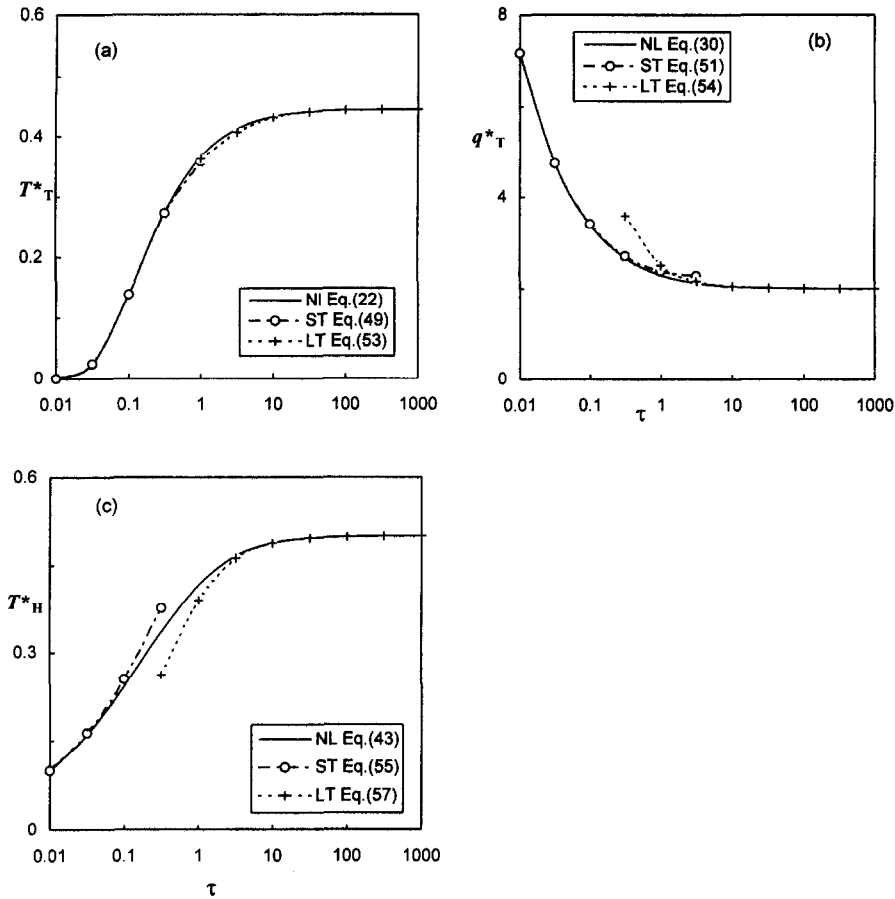 (a)
0.6
0.4
T*T
0.2
0
NI Eq.(22)
ST Eq.(49)
LT Eq.(53)
0.01 0.1 1 10 100 1000
(b)
8
q*T
4
0
NL Eq.(30)
ST Eq.(51)
LT Eq.(54)
0.01 0.1 1 10 100 1000
τ
(c)
0.6
T*H
0.3
0
NL Eq.(43)
ST Eq.(55)
LT Eq.(57)
0.01 0.1 1 10 100 1000
τ